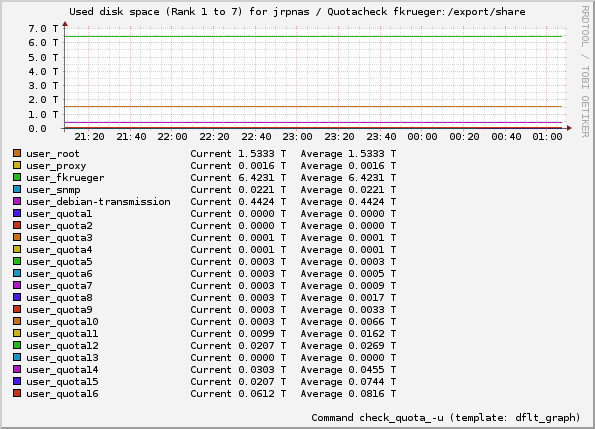 Used disk space (Rank 1 to 7) for jrpnas / Quotacheck fkrueger:/export/share
RRDTOOL / TOBI OETIKER
7.0 T
6.0 T
5.0 T
4.0 T
3.0 T
2.0 T
1.0 T
0.0
21:20 21:40 22:00 22:20 22:40 23:00 23:20 23:40 00:00 00:20 00:40 01:00
user_root Current 1.5333 T Average 1.5333 T
user_proxy Current 0.0016 T Average 0.0016 T
user_fkrueger Current 6.4231 T Average 6.4231 T
user_snmp Current 0.0221 T Average 0.0221 T
user_debian-transmission Current 0.4424 T Average 0.4424 T
user_quota1 Current 0.0000 T Average 0.0000 T
user_quota2 Current 0.0000 T Average 0.0000 T
user_quota3 Current 0.0001 T Average 0.0001 T
user_quota4 Current 0.0001 T Average 0.0001 T
user_quota5 Current 0.0003 T Average 0.0003 T
user_quota6 Current 0.0003 T Average 0.0005 T
user_quota7 Current 0.0003 T Average 0.0009 T
user_quota8 Current 0.0003 T Average 0.0017 T
user_quota9 Current 0.0003 T Average 0.0033 T
user_quota10 Current 0.0003 T Average 0.0066 T
user_quota11 Current 0.0099 T Average 0.0162 T
user_quota12 Current 0.0207 T Average 0.0269 T
user_quota13 Current 0.0000 T Average 0.0000 T
user_quota14 Current 0.0303 T Average 0.0455 T
user_quota15 Current 0.0207 T Average 0.0744 T
user_quota16 Current 0.0612 T Average 0.0816 T
Command check_quota_-u (template: dflt_graph)